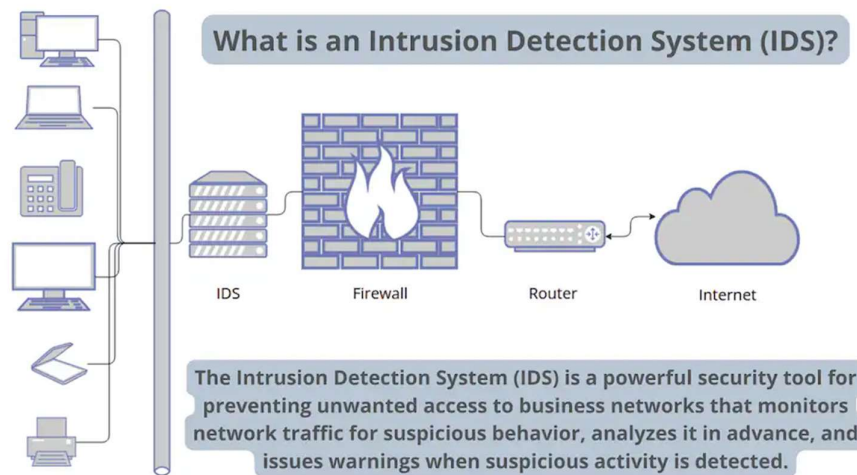 What is an Intrusion Detection System (IDS)?
IDS
Firewall
Router
Internet
The Intrusion Detection System (IDS) is a powerful security tool for
preventing unwanted access to business networks that monitors
network traffic for suspicious behavior, analyzes it in advance, and
issues warnings when suspicious activity is detected.